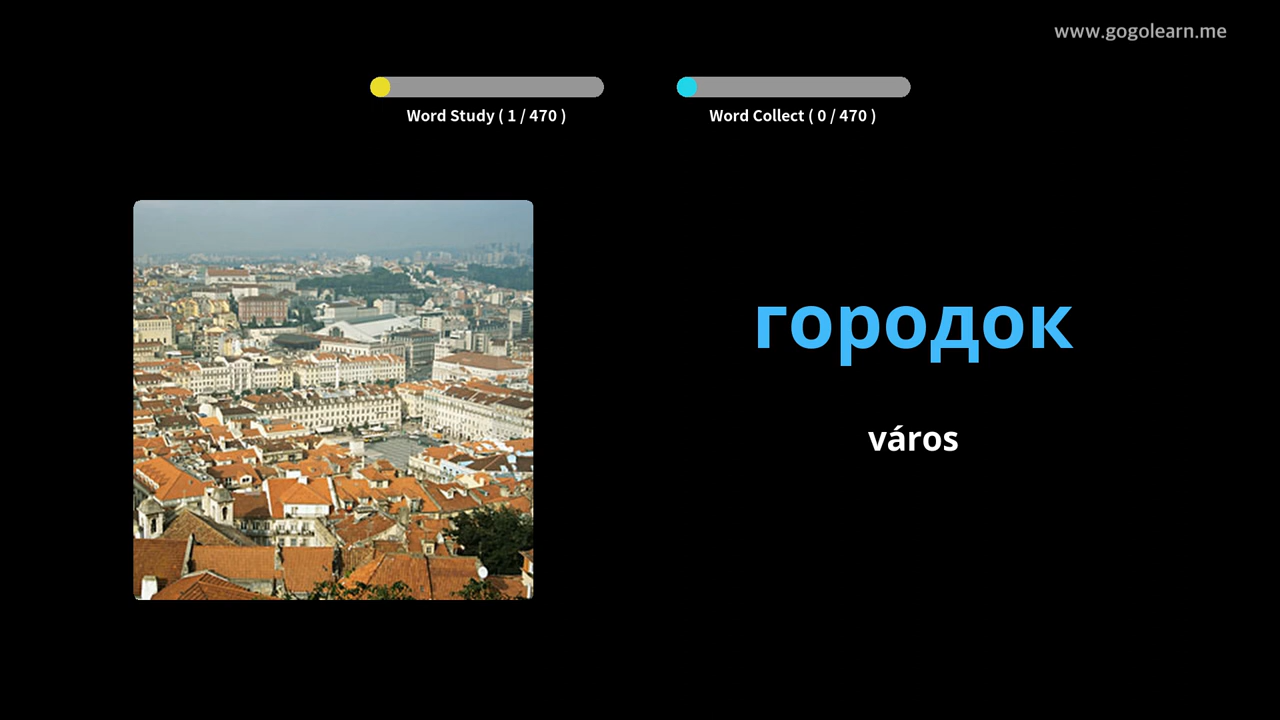 www.gogolearn.me
Word Study ( 1 / 470 )
Word Collect ( 0 / 470 )
городок
város